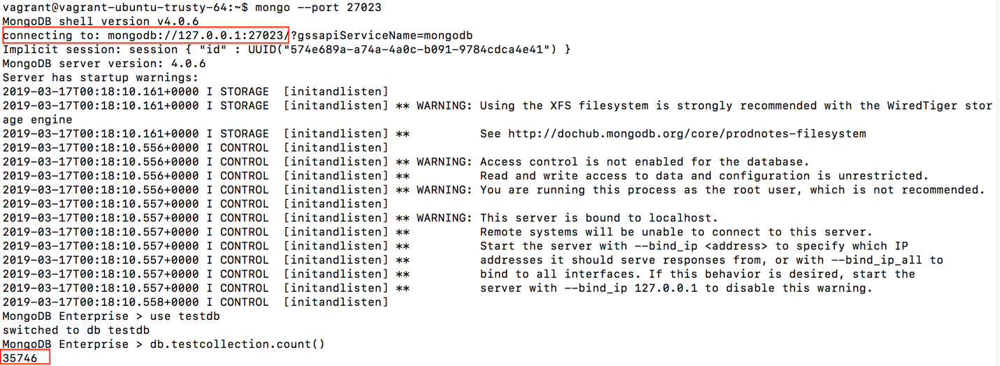 vagrant@vagrant-ubuntu-trusty-64:~$ mongo --port 27023
MongoDB shell version v4.0.6
connecting to: mongodb://127.0.0.1:27023/?gssapiServiceName=mongodb
Implicit session: session { "id" : UUID("574e689a-a74a-4a0c-b091-9784cdca4e41") }
MongoDB server version: 4.0.6
Server has startup warnings:
2019-03-17T00:18:10.161+0000 I STORAGE  [initandlisten]
2019-03-17T00:18:10.161+0000 I STORAGE  [initandlisten] ** WARNING: Using the XFS filesystem is strongly recommended with the WiredTiger stor
age engine
2019-03-17T00:18:10.161+0000 I STORAGE  [initandlisten] **          See http://dochub.mongodb.org/core/prodnotes-filesystem
2019-03-17T00:18:10.556+0000 I CONTROL  [initandlisten]
2019-03-17T00:18:10.556+0000 I CONTROL  [initandlisten] ** WARNING: Access control is not enabled for the database.
2019-03-17T00:18:10.556+0000 I CONTROL  [initandlisten] **          Read and write access to data and configuration is unrestricted.
2019-03-17T00:18:10.556+0000 I CONTROL  [initandlisten] ** WARNING: You are running this process as the root user, which is not recommended.
2019-03-17T00:18:10.557+0000 I CONTROL  [initandlisten]
2019-03-17T00:18:10.557+0000 I CONTROL  [initandlisten] ** WARNING: This server is bound to localhost.
2019-03-17T00:18:10.557+0000 I CONTROL  [initandlisten] **          Remote systems will be unable to connect to this server.
2019-03-17T00:18:10.557+0000 I CONTROL  [initandlisten] **          Start the server with --bind_ip <address> to specify which IP
2019-03-17T00:18:10.557+0000 I CONTROL  [initandlisten] **          addresses it should serve responses from, or with --bind_ip_all to
2019-03-17T00:18:10.557+0000 I CONTROL  [initandlisten] **          bind to all interfaces. If this behavior is desired, start the
2019-03-17T00:18:10.557+0000 I CONTROL  [initandlisten] **          server with --bind_ip 127.0.0.1 to disable this warning.
2019-03-17T00:18:10.558+0000 I CONTROL  [initandlisten]
MongoDB Enterprise > use testdb
switched to db testdb
MongoDB Enterprise > db.testcollection.count()
35746